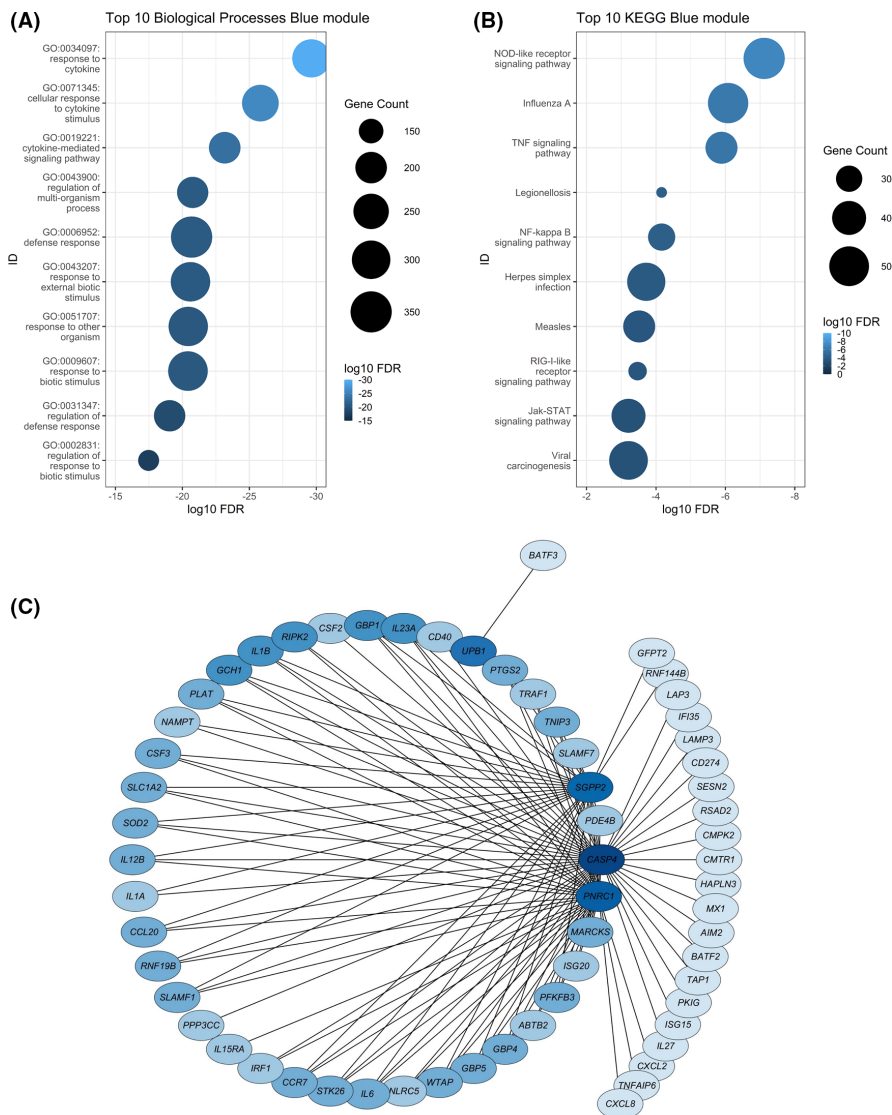 (A)
Top 10 Biological Processes Blue module
GO:0034097:
response to
cytokine
GO:0071345:
cellular response
to cytokine
stimulus
GO:0019221:
cytokine-mediated
signaling pathway
GO:0043900:
regulation of
multi-organism
process
GO:0006952:
defense response
GO:0043207:
response to
external biotic
stimulus
GO:0051707:
response to other
organism
GO:0009607:
response to
biotic stimulus
GO:0031347:
regulation of
defense response
GO:0002831:
regulation of
response to
biotic stimulus
ID
-15
-20
-25
-30
log10 FDR
Gene Count
150
200
250
300
350
log10 FDR
-30
-25
-20
-15
(B)
Top 10 KEGG Blue module
NOD-like receptor
signaling pathway
Influenza A
TNF signaling
pathway
Legionellosis
NF-kappa B
signaling pathway
Herpes simplex
infection
Measles
RIG-I-like
receptor
signaling pathway
Jak-STAT
signaling pathway
Viral
carcinogenesis
ID
-2
-4
-6
-8
log10 FDR
Gene Count
30
40
50
log10 FDR
-10
-8
-6
-4
-2
0
(C)
BATF3
CSF2
GBP1
IL23A
CD40
UPB1
RIPK2
IL1B
GCH1
PLAT
NAMPT
CSF3
SLC1A2
SOD2
IL12B
IL1A
CCL20
RNF19B
SLAMF1
PPP3CC
IL15RA
IRF1
CCR7
STK26
IL6
NLRC5
WTAP
GBP5
GBP4
ABTB2
PFKFB3
ISG20
MARCKS
PNRC1
CASP4
PDE4B
SGPP2
SLAMF7
TNIP3
TRAF1
PTGS2
GFPT2
RNF144B
LAP3
IFI35
LAMP3
CD274
SESN2
RSAD2
CMPK2
CMTR1
HAPLN3
MX1
AIM2
BATF2
TAP1
PKIG
ISG15
IL27
CXCL2
TNFAIP6
CXCL8